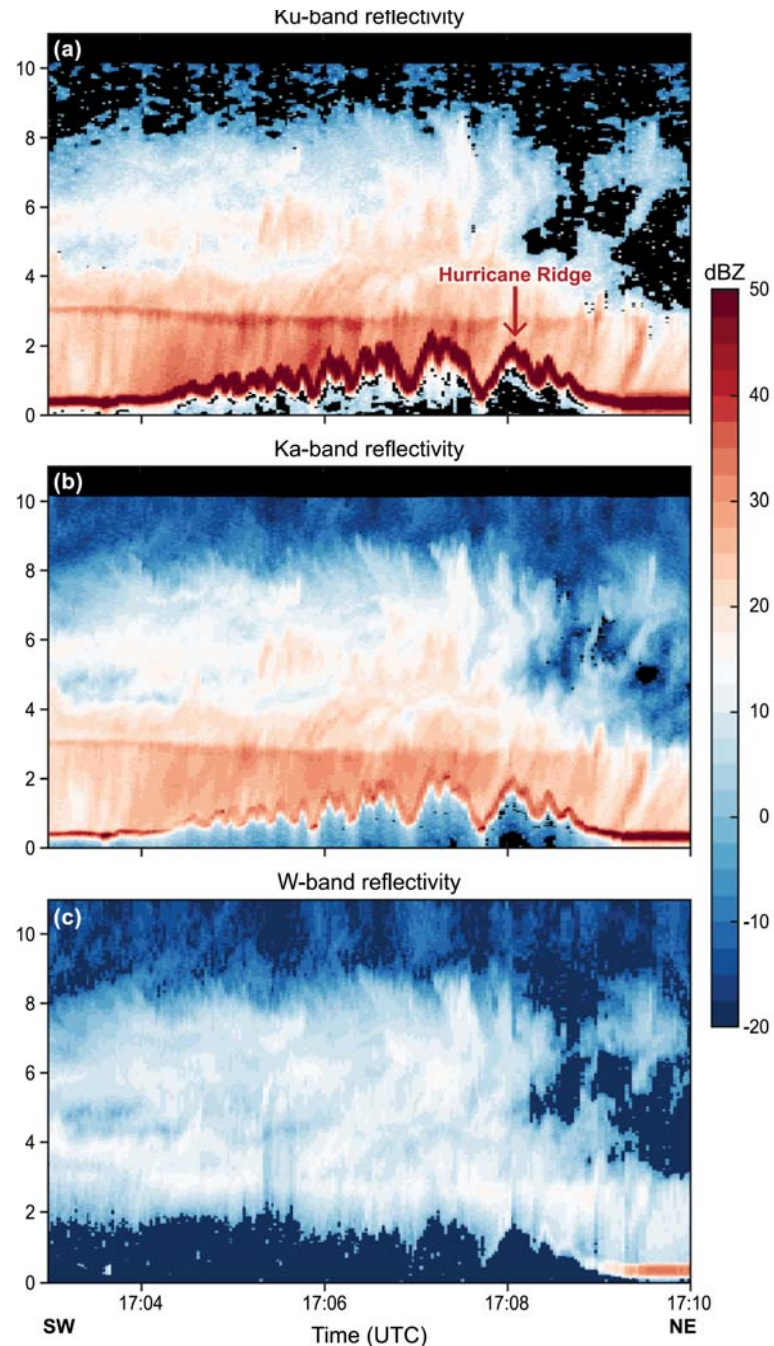 Ku-band reflectivity
(a)
10
8
6
4
2
0
Hurricane Ridge
dBZ
50
40
30
20
10
0
-10
-20
Ka-band reflectivity
(b)
10
8
6
4
2
0
W-band reflectivity
(c)
10
8
6
4
2
0
17:04 17:06 17:08 17:10
SW Time (UTC) NE